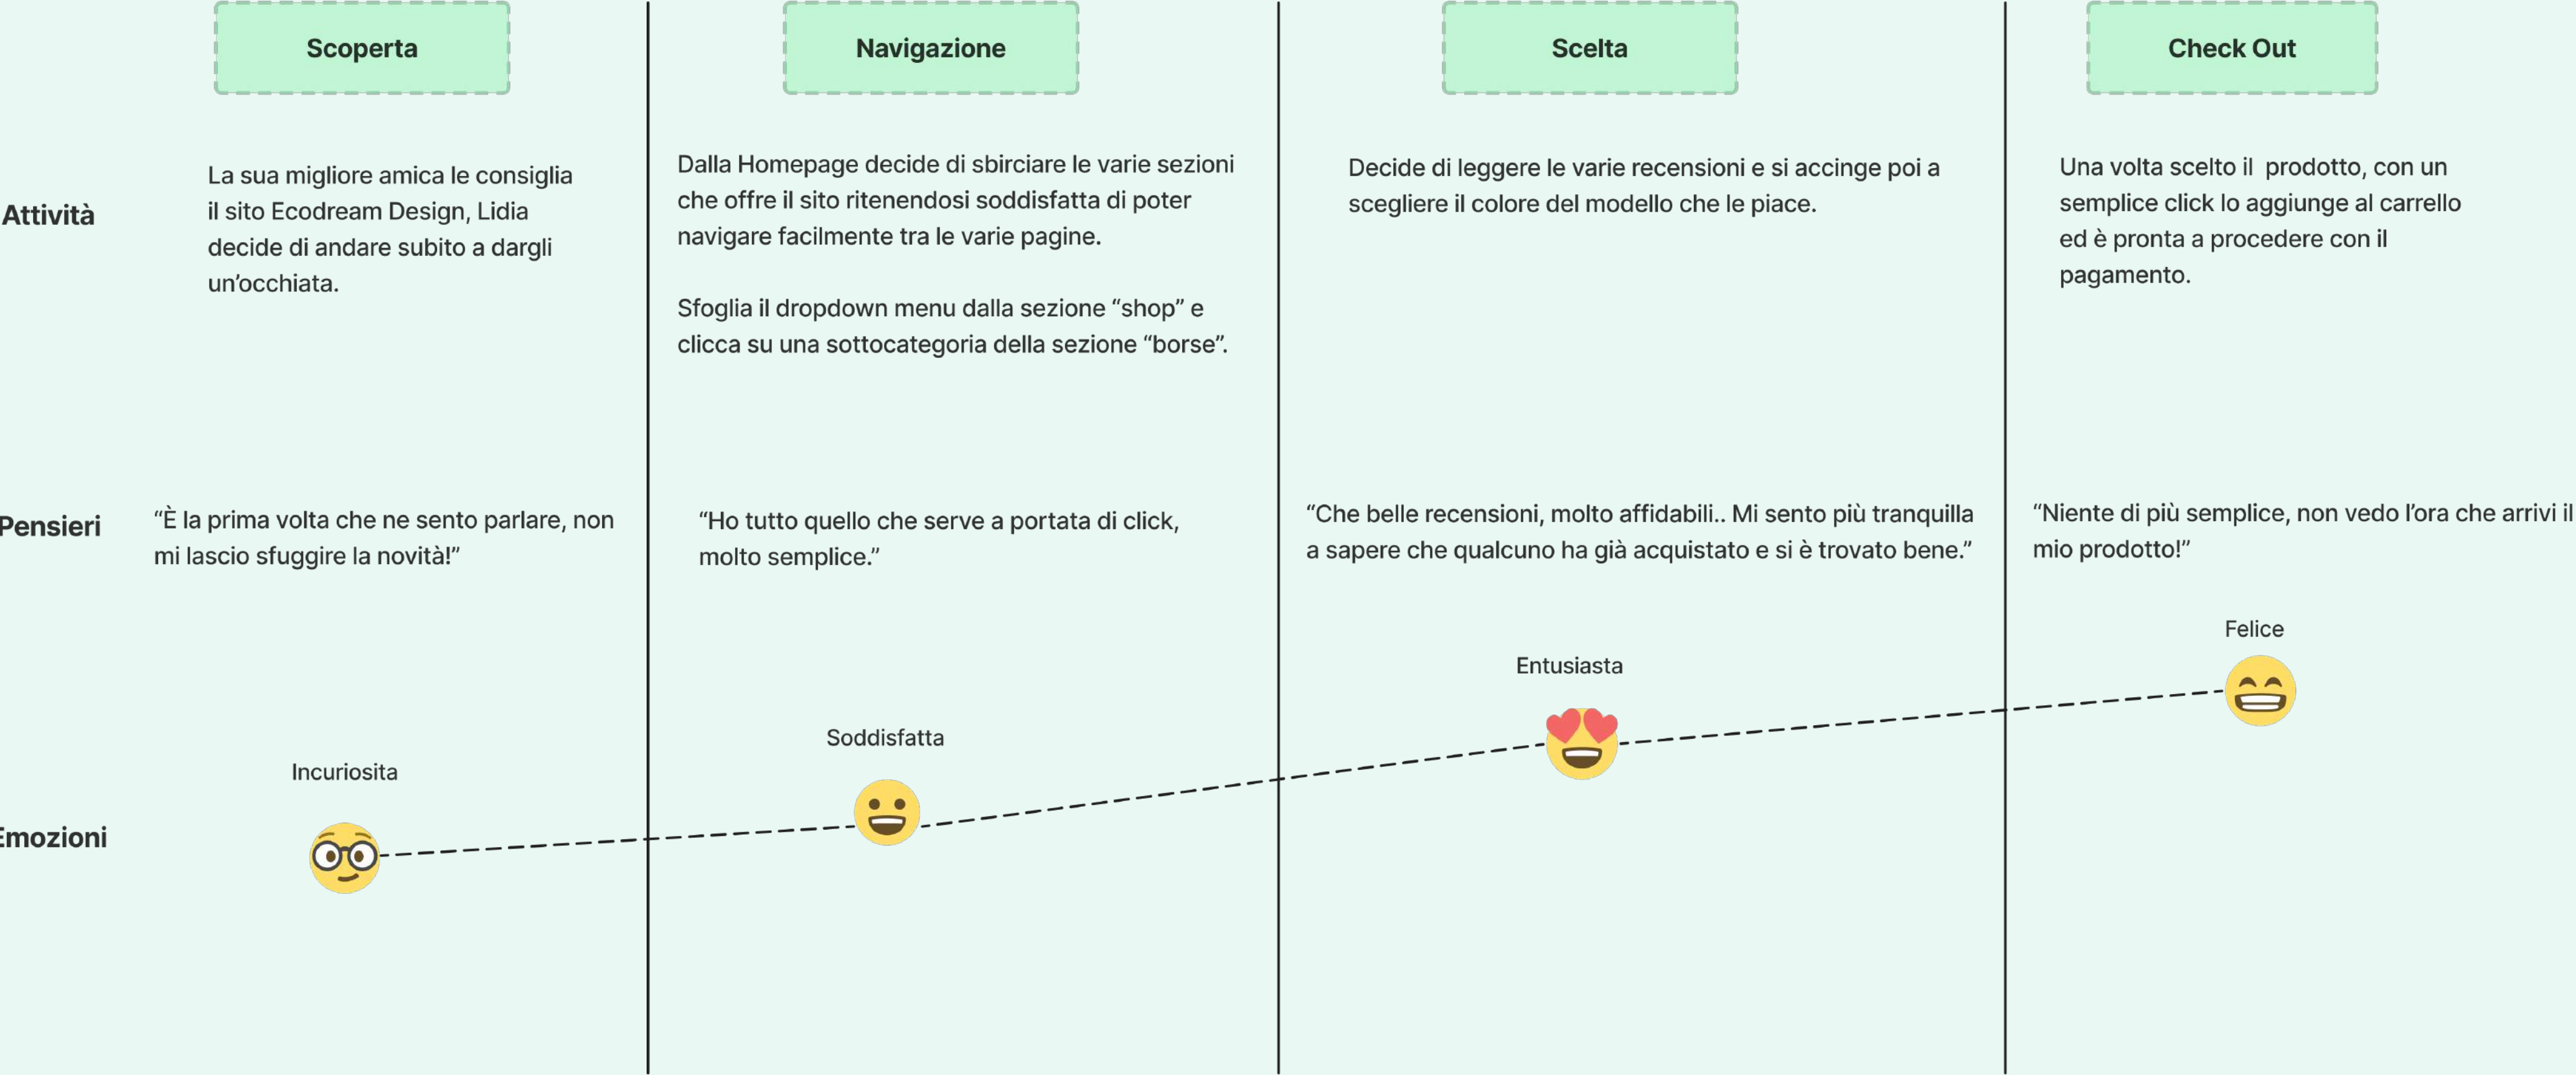 Scoperta
Navigazione
Scelta
Check Out
Attività
La sua migliore amica le consiglia
il sito Ecodream Design, Lidia
decide di andare subito a dargli
un’occhiata.
Dalla Homepage decide di sbirciare le varie sezioni
che offre il sito ritenendosi soddisfatta di poter
navigare facilmente tra le varie pagine.
Sfoglia il dropdown menu dalla sezione “shop” e
clicca su una sottocategoria della sezione “borse”.
Decide di leggere le varie recensioni e si accinge poi a
scegliere il colore del modello che le piace.
Una volta scelto il  prodotto, con un
semplice click lo aggiunge al carrello
ed è pronta a procedere con il
pagamento.
Pensieri
“È la prima volta che ne sento parlare, non
mi lascio sfuggire la novità!”
“Ho tutto quello che serve a portata di click,
molto semplice.”
“Che belle recensioni, molto affidabili.. Mi sento più tranquilla
a sapere che qualcuno ha già acquistato e si è trovato bene.”
“Niente di più semplice, non vedo l’ora che arrivi il
mio prodotto!”
Emozioni
Incuriosita
Soddisfatta
Entusiasta
Felice